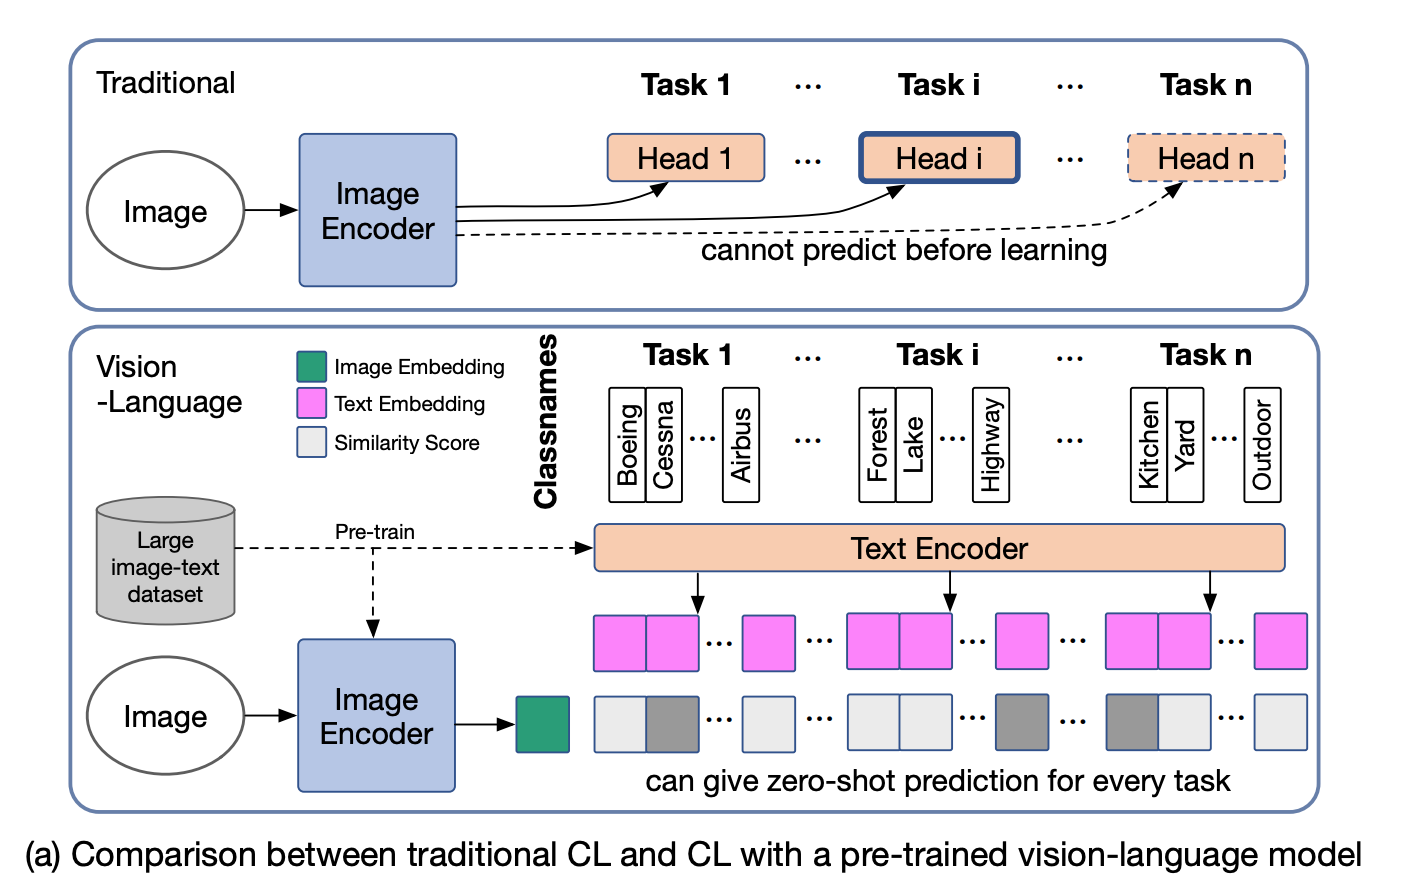 Traditional
Task 1 ... Task i ... Task n
Image
Image
Encoder
Head 1 ... Head i ... Head n
cannot predict before learning
Vision
-Language
Image Embedding
Text Embedding
Similarity Score
Classnames
Task 1 ... Task i ... Task n
Boeing
Cessna
...
Airbus
...
Forest
Lake
...
Highway
...
Kitchen
Yard
...
Outdoor
Large
image-text
dataset
Pre-train
Text Encoder
... ... ... ... ...
Image
Image
Encoder
... ... ... ... ...
can give zero-shot prediction for every task
(a) Comparison between traditional CL and CL with a pre-trained vision-language model